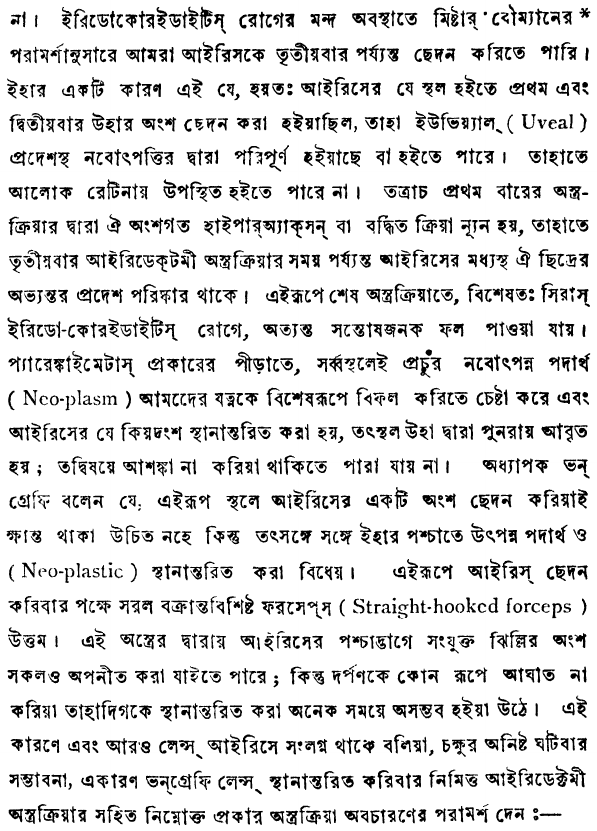 না। ইরিডোকোরইডাইটিস্ রোগের মন্দ অবস্থাতে মিষ্টার্ বৌম্যানের *
পরামর্শানুসারে আমরা আইরিসকে তৃতীয়বার পর্য্যন্ত ছেদন করিতে পারি।
ইহার একটি কারণ এই যে, হয়তঃ আইরিসের যে স্থল হইতে প্রথম এবং
দ্বিতীয়বার উহার অংশ ছেদন করা হইয়াছিল, তাহা ইউভিয়্যাল্ ( Uveal )
প্রদেশস্থ নবোৎপত্তির দ্বারা পরিপূর্ণ হইয়াছে বা হইতে পারে। তাহাতে
আলোক রেটিনায় উপস্থিত হইতে পারে না। তত্রাচ প্রথম বারের অস্ত্র-
ক্রিয়ার দ্বারা ঐ অংশগত হাইপার্অ্যাক্সন্ বা বর্দ্ধিত ক্রিয়া ন্যূন হয়, তাহাতে
তৃতীয়বার আইরিডেক্টমী অস্ত্রক্রিয়ার সময় পর্য্যন্ত আইরিসের মধ্যস্থ ঐ ছিদ্রের
অভ্যন্তর প্রদেশ পরিষ্কার থাকে। এইরূপে শেষ অস্ত্রক্রিয়াতে, বিশেষতঃ সিরাস্
ইরিডো-কোরইডাইটিস্ রোগে, অত্যন্ত সন্তোষজনক ফল পাওয়া যায়।
প্যারেঙ্কাইমেটাস্ প্রকারের পীড়াতে, সর্ব্বস্থলেই প্রচুর নবোৎপন্ন পদার্থ
( Neo-plasm ) আমদের যত্নকে বিশেষরূপে বিফল করিতে চেষ্টা করে এবং
আইরিসের যে কিয়দংশ স্থানান্তরিত করা হয়, তৎস্থল উহা দ্বারা পুনরায় আবৃত
হয়; তদ্বিষয়ে আশঙ্কা না করিয়া থাকিতে পারা যায় না। অধ্যাপক ভন্
গ্রেফি বলেন যে, এইরূপ স্থলে আইরিসের একটি অংশ ছেদন করিয়াই
ক্ষান্ত থাকা উচিত নহে কিন্তু তৎসঙ্গে সঙ্গে ইহার পশ্চাতে উৎপন্ন পদার্থ ও
( Neo-plastic ) স্থানান্তরিত করা বিধেয়। এইরূপে আইরিস্ ছেদন
করিবার পক্ষে সরল বক্রান্তবিশিষ্ট ফরসেপ্স ( Straight-hooked forceps )
উত্তম। এই অস্ত্রের দ্বারায় আইরিসের পশ্চাদ্ভাগে সংযুক্ত ঝিল্লির অংশ
সকলও অপনীত করা যাইতে পারে; কিন্তু দর্পণকে কোন রূপে আঘাত না
করিয়া তাহাদিগকে স্থানান্তরিত করা অনেক সময়ে অসম্ভব হইয়া উঠে। এই
কারণে এবং আরও লেন্স্ আইরিসে সংলগ্ন থাকে বলিয়া, চক্ষুর অনিষ্ট ঘটিবার
সম্ভাবনা, একারণ ভন্গ্রেফি লেন্স্ স্থানান্তরিত করিবার নিমিত্ত আইরিডেক্টমী
অস্ত্রক্রিয়ার সহিত নিম্নোক্ত প্রকার অস্ত্রক্রিয়া অবচারণের পরামর্শ দেন :—